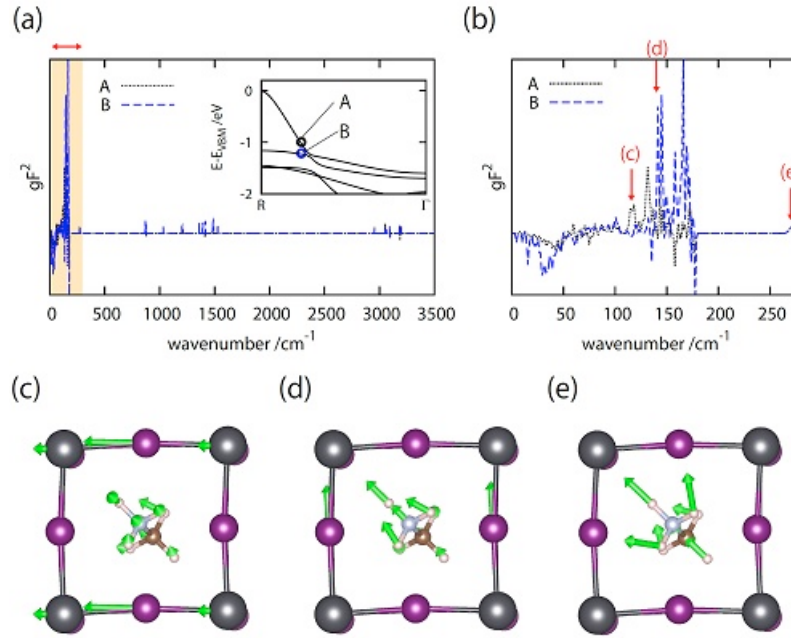 (a)
(b)
A
B
A
B
0
-1
-2
E-E_VBM /eV
R
Γ
gF²
0
500
1000
1500
2000
2500
3000
3500
wavenumber /cm⁻¹
A
B
(c)
(d)
(e
gF²
0
50
100
150
200
250
wavenumber /cm⁻¹
(c)
(d)
(e)